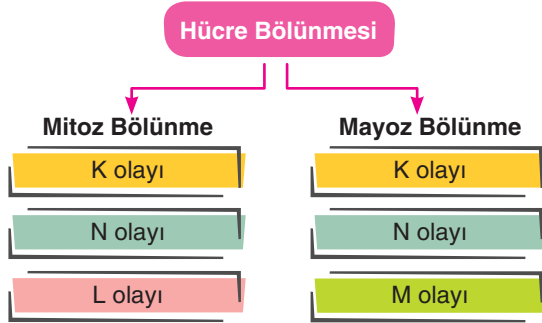 Hücre Bölünmesi
Mitoz Bölünme
K olayı
N olayı
L olayı
Mayoz Bölünme
K olayı
N olayı
M olayı